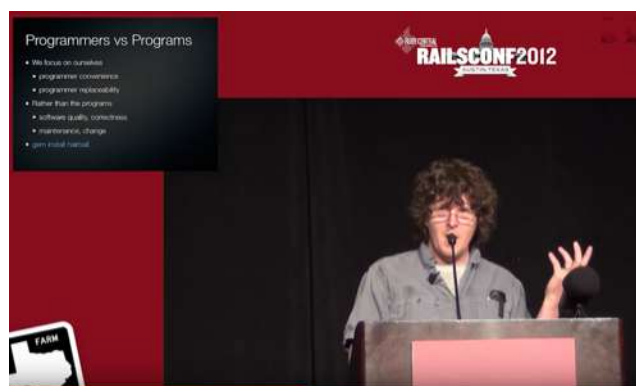 Programmers vs Programs
We focus on ourselves
programmer convenience
programmer replaceability
Rather than the programs
software quality, correctness
maintenance, change
gem install hairball
RAILSCONF2012
AUSTIN TEXAS
FARM